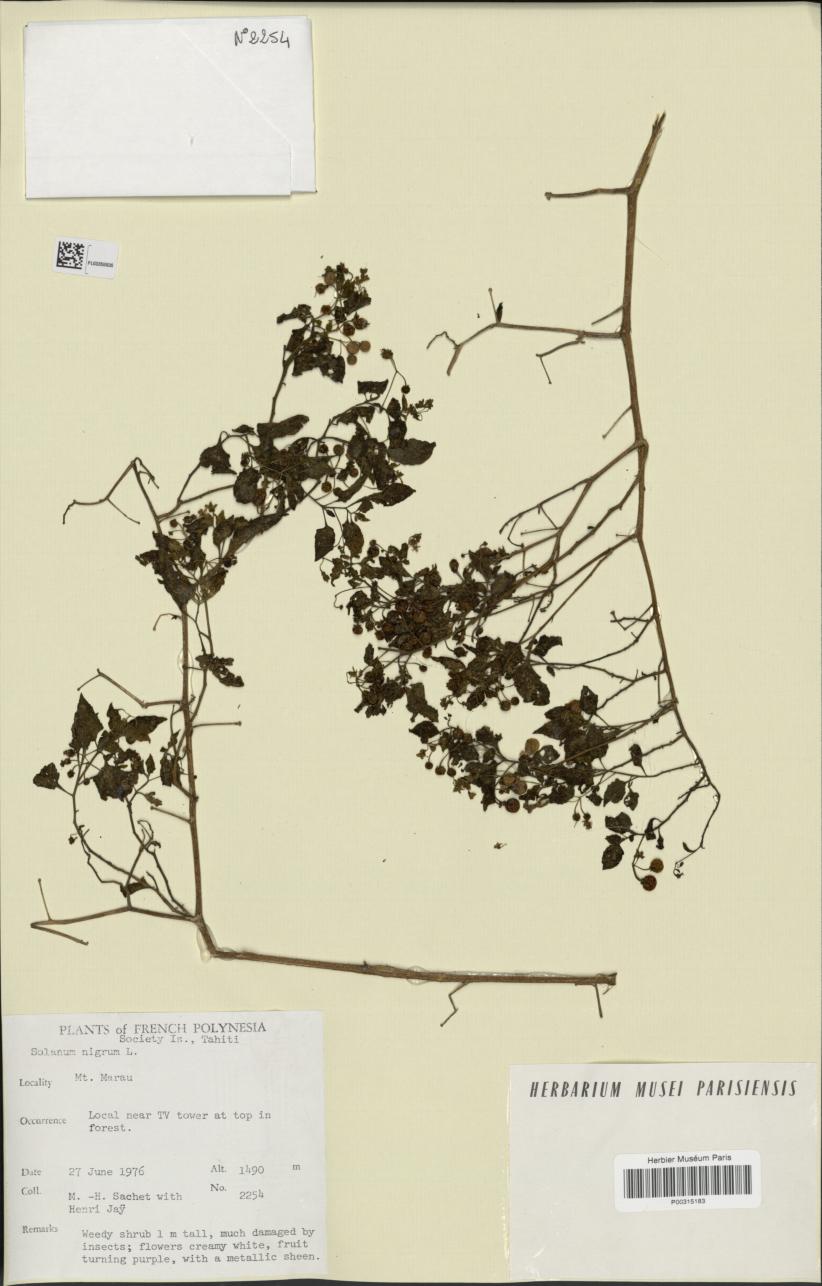 Nº 2254
PLANTS of FRENCH POLYNESIA
Society Is., Tahiti
Solanum nigrum L.
Locality Mt. Marau
Occurrence Local near TV tower at top in
forest.
Date 27 June 1976 Alt. 1490 m
Coll. M. -H. Sachet with No. 2254
Henri Jaÿ
Remarks Weedy shrub 1 m tall, much damaged by
insects; flowers creamy white, fruit
turning purple, with a metallic sheen.
HERBARIUM MUSEI PARISIENSIS
Herbier Muséum Paris
P00315183